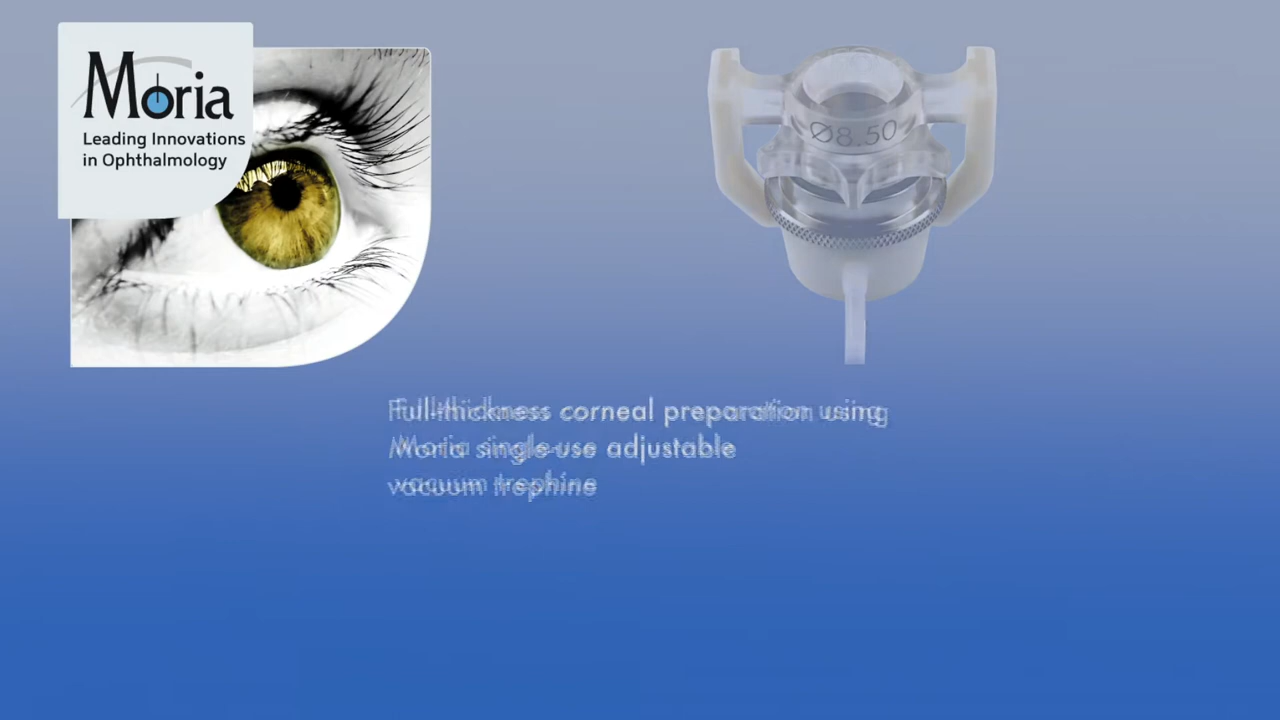 Moria
Leading Innovations
in Ophthalmology
Ø8.50
Full-thickness corneal preparation using
Moria single-use adjustable
vacuum trephine